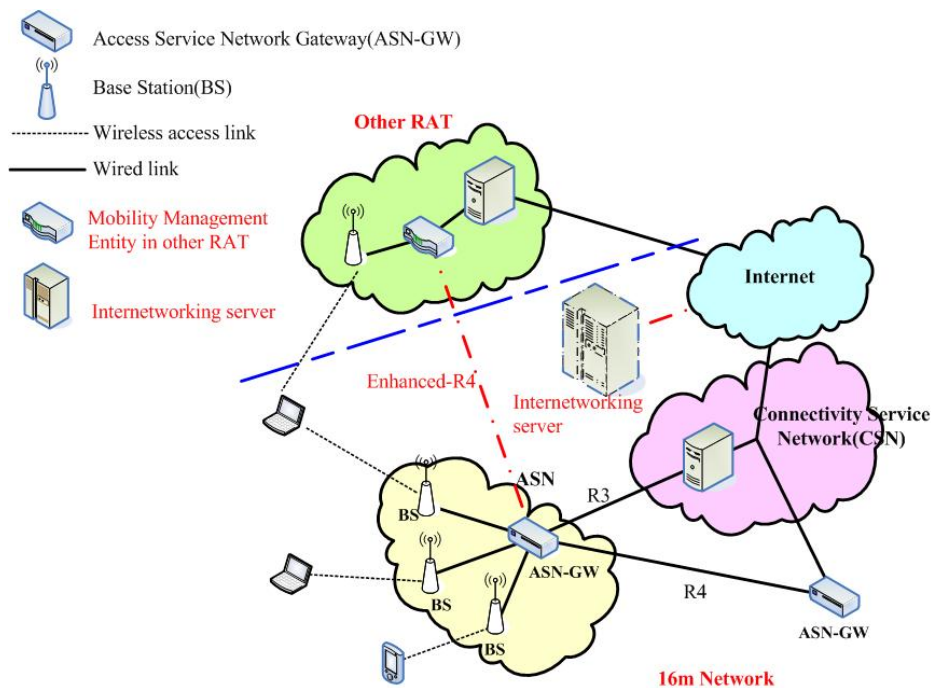 Access Service Network Gateway(ASN-GW)
Base Station(BS)
Wireless access link
Wired link
Mobility Management
Entity in other RAT
Internetworking server
Other RAT
Internet
Enhanced-R4
Internetworking
server
Connectivity Service
Network(CSN)
ASN
R3
BS
ASN-GW
BS
R4
BS
ASN-GW
16m Network